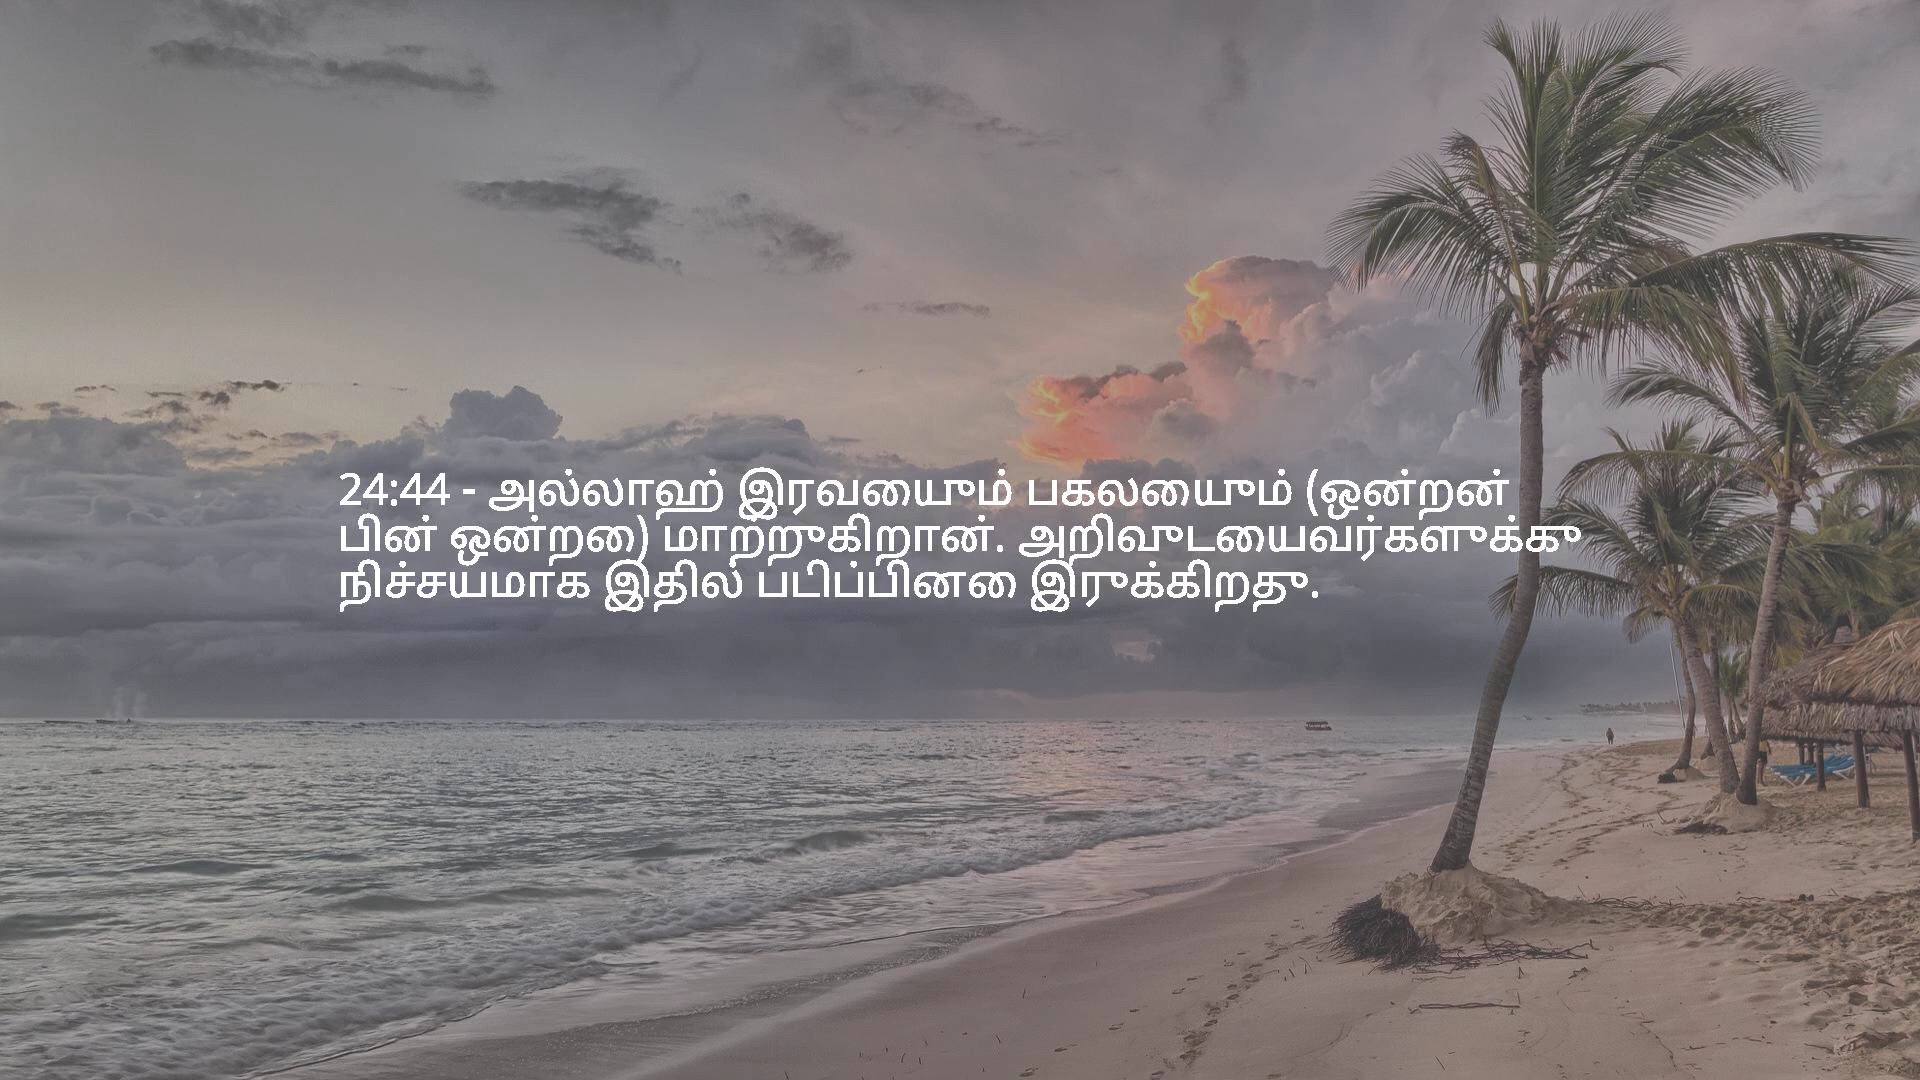 24:44 - அல்லாஹ் இரவையும் பகலையும் (ஒன்றன்
பின் ஒன்றை) மாற்றுகிறான். அறிவுடையவர்களுக்கு
நிச்சயமாக இதில் படிப்பினை இருக்கிறது.